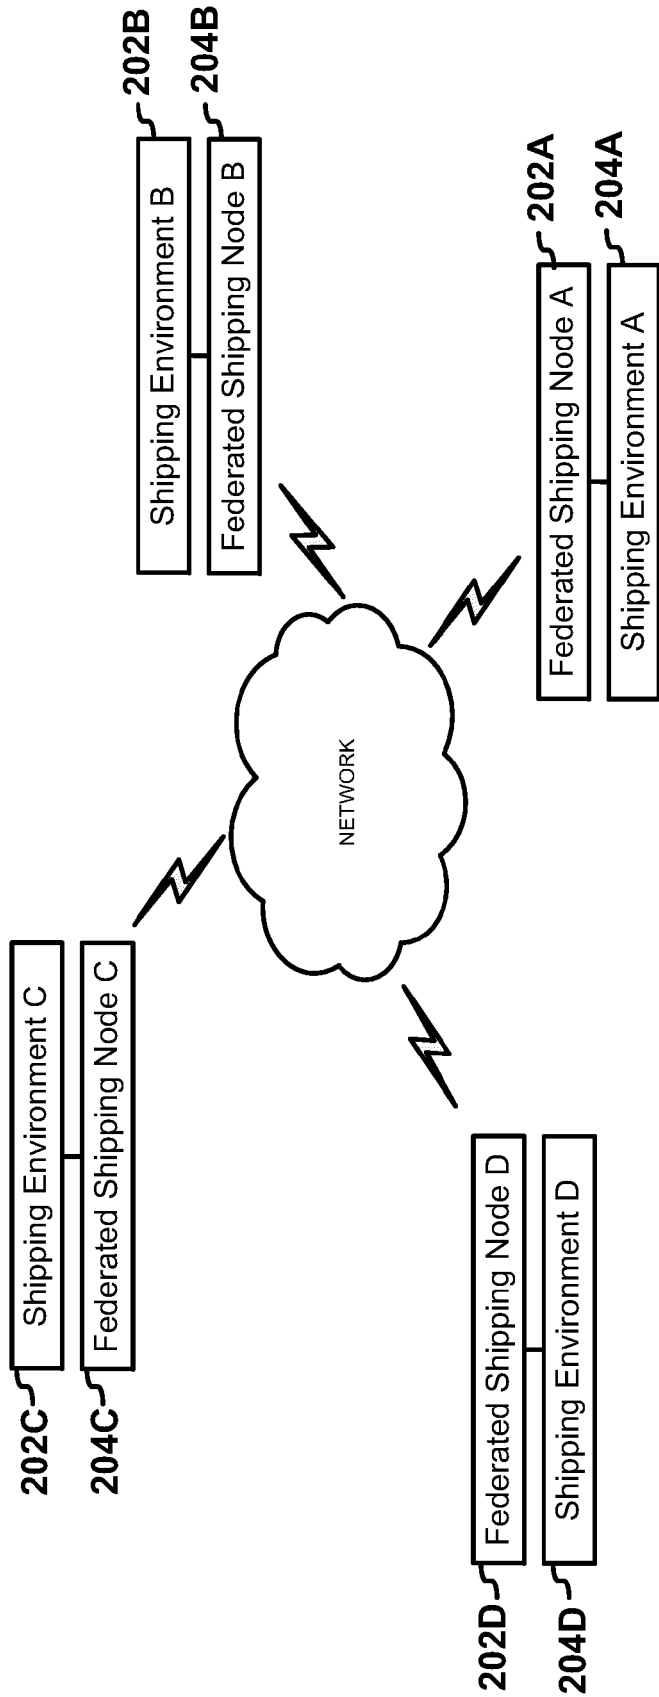 202C
Shipping Environment C
204C
Federated Shipping Node C
Shipping Environment B
202B
Federated Shipping Node B
204B
NETWORK
202D
Federated Shipping Node D
204D
Shipping Environment D
Federated Shipping Node A
202A
Shipping Environment A
204A